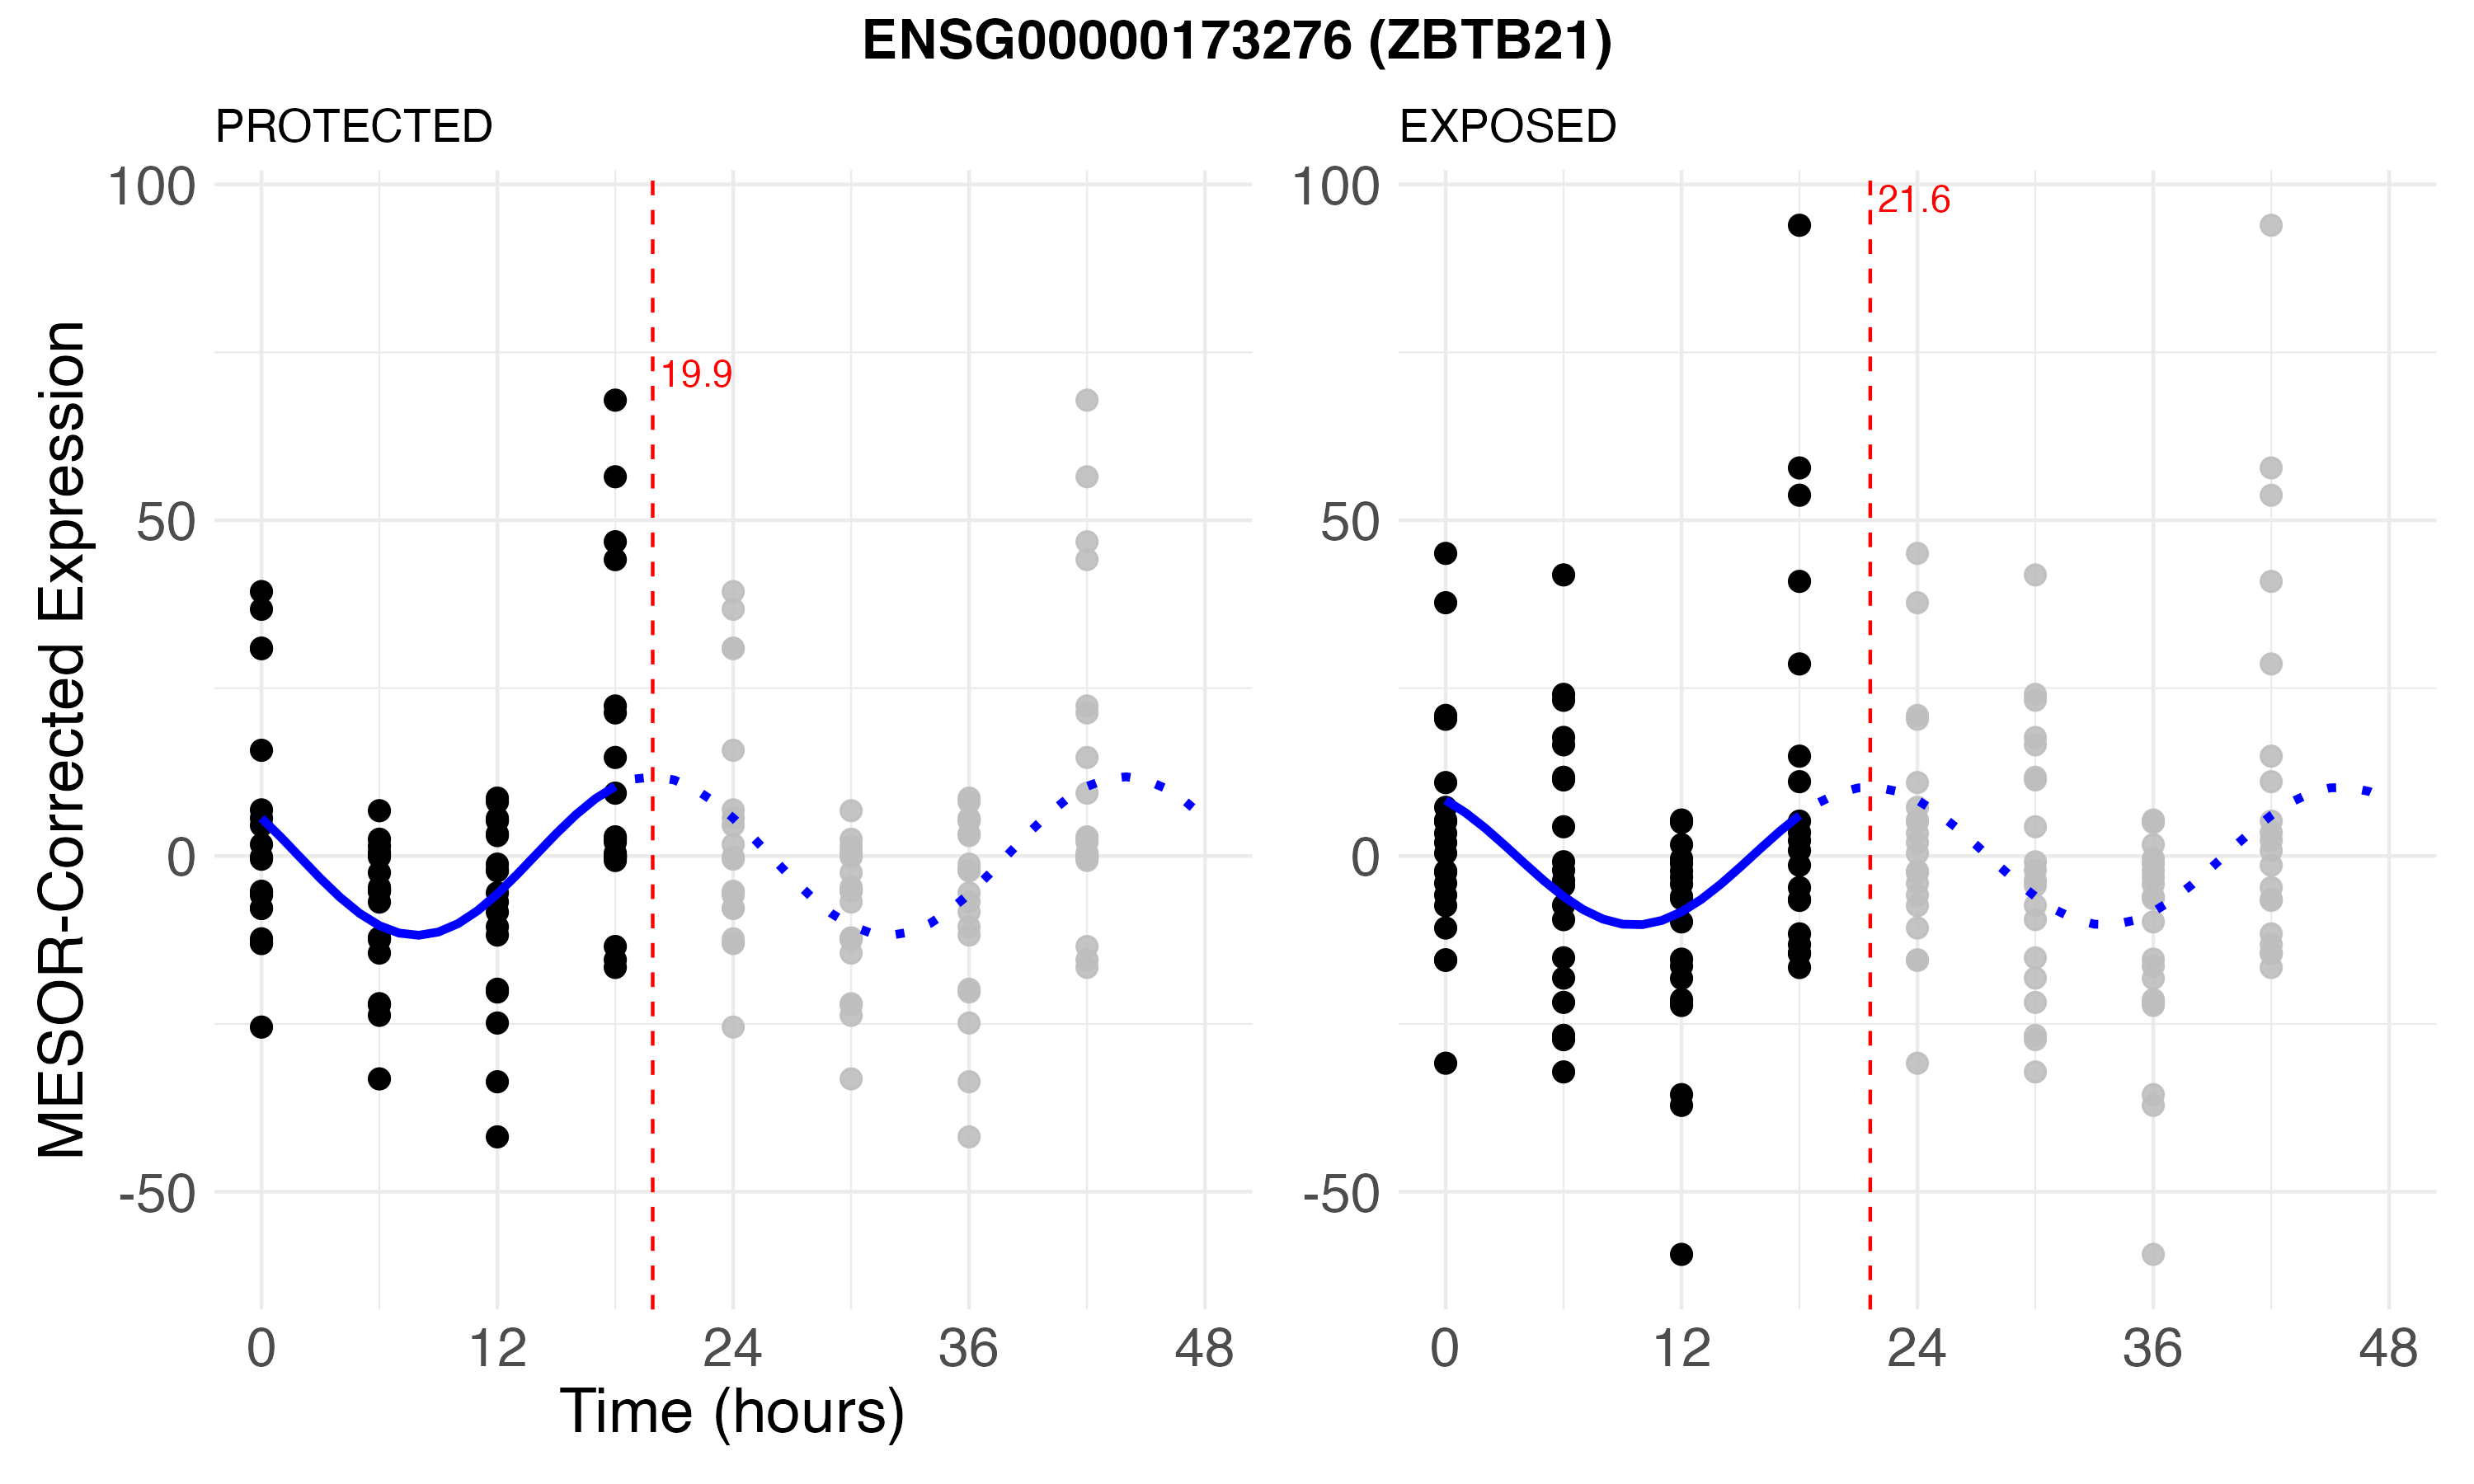 ENSG00000173276 (ZBTB21)
PROTECTED
EXPOSED
MESOR-Corrected Expression
100
50
0
-50
19.9
0 12 24 36 48
Time (hours)
100
50
0
-50
21.6
0 12 24 36 48